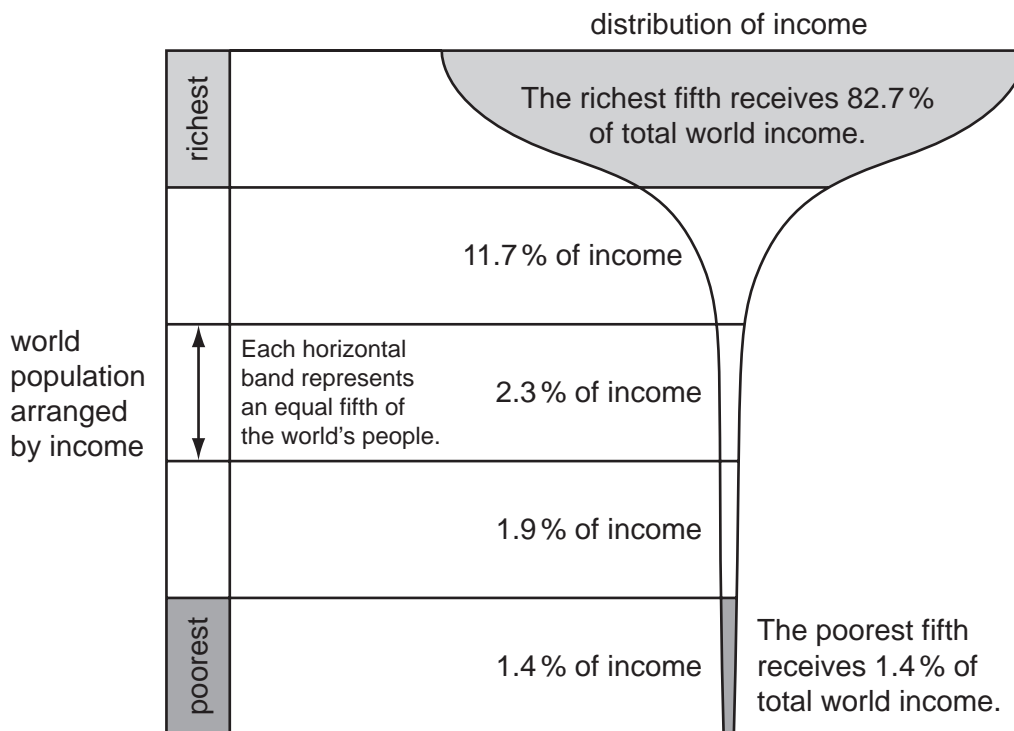 distribution of income
richest
The richest fifth receives 82.7 %
of total world income.
11.7 % of income
world
population
arranged
by income
Each horizontal
band represents
an equal fifth of
the world's people.
2.3 % of income
1.9 % of income
poorest
1.4 % of income
The poorest fifth
receives 1.4 % of
total world income.